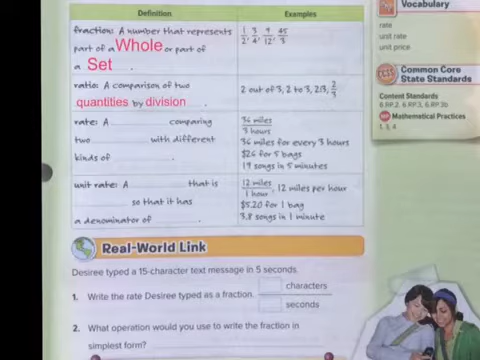 Definition Examples
fraction: A number that represents
part of a Whole or part of
a Set .
1/2, 3/4, 9/12, 45/3
ratio: A comparison of two
quantities by division .
2 out of 3, 2 to 3, 2:3, 2/3
rate: A comparing
two with different
kinds of .
36 miles
3 hours
36 miles for every 3 hours
$26 for 5 bags
19 songs in 5 minutes
unit rate: A that is
so that it has
a denominator of .
12 miles
1 hour , 12 miles per hour
$5.20 for 1 bag
3.8 songs in 1 minute
Vocabulary
rate
unit rate
unit price
Common Core
State Standards
Content Standards
6.RP.2, 6.RP.3, 6.RP.3b
Mathematical Practices
1, 3, 4
Real-World Link
Desiree typed a 15-character text message in 5 seconds.
1. Write the rate Desiree typed as a fraction.
characters
seconds
2. What operation would you use to write the fraction in
simplest form?